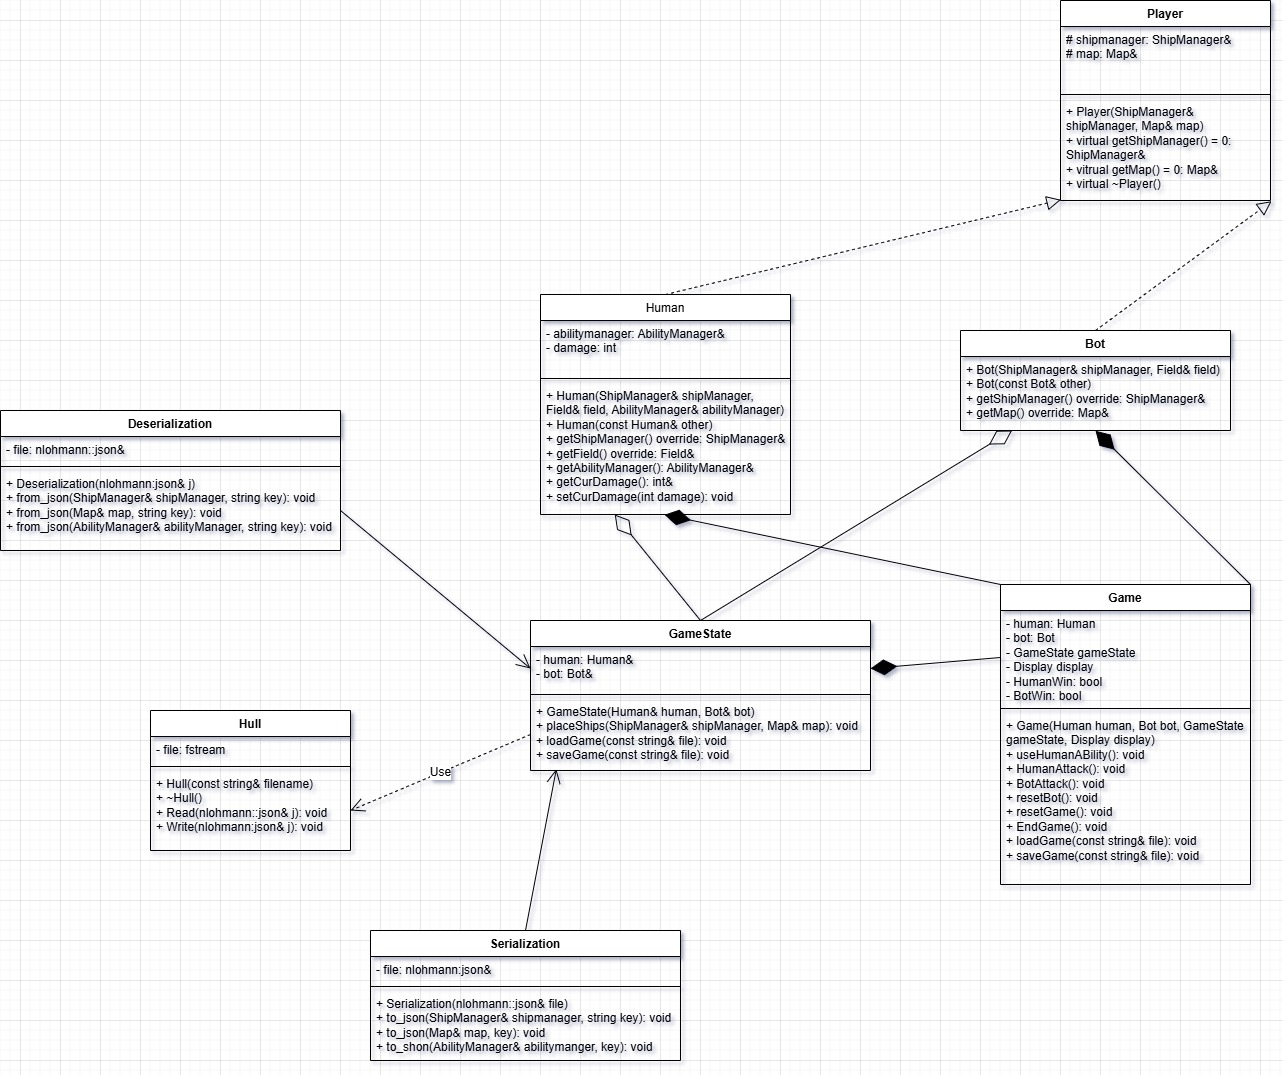 Player
# shipmanager: ShipManager&
# map: Map&
+ Player(ShipManager&
shipManager, Map& map)
+ virtual getShipManager() = 0:
ShipManager&
+ vitrual getMap() = 0: Map&
+ virtual ~Player()
Human
- abilitymanager: AbilityManager&
- damage: int
+ Human(ShipManager& shipManager,
Field& field, AbilityManager& abilityManager)
+ Human(const Human& other)
+ getShipManager() override: ShipManager&
+ getField() override: Field&
+ getAbilityManager(): AbilityManager&
+ getCurDamage(): int&
+ setCurDamage(int damage): void
Bot
+ Bot(ShipManager& shipManager, Field& field)
+ Bot(const Bot& other)
+ getShipManager() override: ShipManager&
+ getMap() override: Map&
Deserialization
- file: nlohmann::json&
+ Deserialization(nlohmann:json& j)
+ from_json(ShipManager& shipManager, string key): void
+ from_json(Map& map, string key): void
+ from_json(AbilityManager& abilityManager, string key): void
GameState
- human: Human&
- bot: Bot&
+ GameState(Human& human, Bot& bot)
+ placeShips(ShipManager& shipManager, Map& map): void
+ loadGame(const string& file): void
+ saveGame(const string& file): void
Game
- human: Human
- bot: Bot
- GameState gameState
- Display display
- HumanWin: bool
- BotWin: bool
+ Game(Human human, Bot bot, GameState
gameState, Display display)
+ useHumanABility(): void
+ HumanAttack(): void
+ BotAttack(): void
+ resetBot(): void
+ resetGame(): void
+ EndGame(): void
+ loadGame(const string& file): void
+ saveGame(const string& file): void
Hull
- file: fstream
+ Hull(const string& filename)
+ ~Hull()
+ Read(nlohmann::json& j): void
+ Write(nlohmann:json& j): void
Use
Serialization
- file: nlohmann:json&
+ Serialization(nlohmann::json& file)
+ to_json(ShipManager& shipmanager, string key): void
+ to_json(Map& map, key): void
+ to_shon(AbilityManager& abilitymanger, key): void